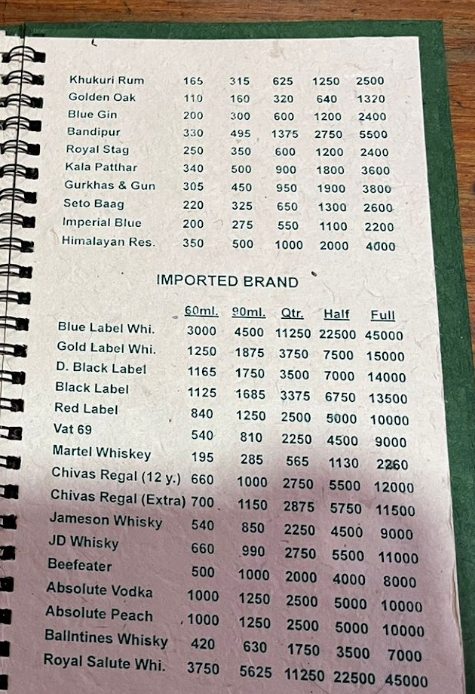 Khukuri Rum 165 315 625 1250 2500
Golden Oak 110 160 320 640 1320
Blue Gin 200 300 600 1200 2400
Bandipur 330 495 1375 2750 5500
Royal Stag 250 350 600 1200 2400
Kala Patthar 340 500 900 1800 3600
Gurkhas & Gun 305 450 950 1900 3800
Seto Baag 220 325 650 1300 2600
Imperial Blue 200 275 550 1100 2200
Himalayan Res. 350 500 1000 2000 4000
IMPORTED BRAND
60ml. 90ml. Qtr. Half Full
Blue Label Whi. 3000 4500 11250 22500 45000
Gold Label Whi. 1250 1875 3750 7500 15000
D. Black Label 1165 1750 3500 7000 14000
Black Label 1125 1685 3375 6750 13500
Red Label 840 1250 2500 5000 10000
Vat 69 540 810 2250 4500 9000
Martel Whiskey 195 285 565 1130 2260
Chivas Regal (12 y.) 660 1000 2750 5500 12000
Chivas Regal (Extra) 700 1150 2875 5750 11500
Jameson Whisky 540 850 2250 4500 9000
JD Whisky 660 990 2750 5500 11000
Beefeater 500 1000 2000 4000 8000
Absolute Vodka 1000 1250 2500 5000 10000
Absolute Peach 1000 1250 2500 5000 10000
Ballntines Whisky 420 630 1750 3500 7000
Royal Salute Whi. 3750 5625 11250 22500 45000